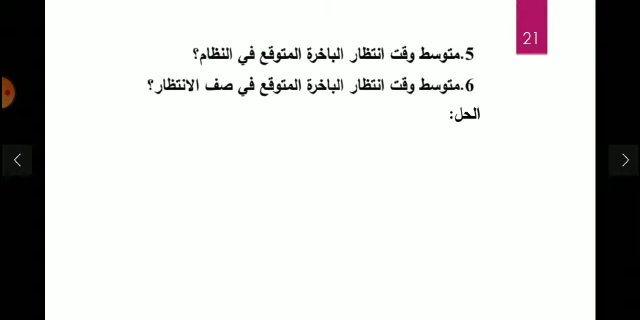 21
5.متوسط وقت انتظار الباخرة المتوقع في النظام؟
6.متوسط وقت انتظار الباخرة المتوقع في صف الانتظار؟
الحل: